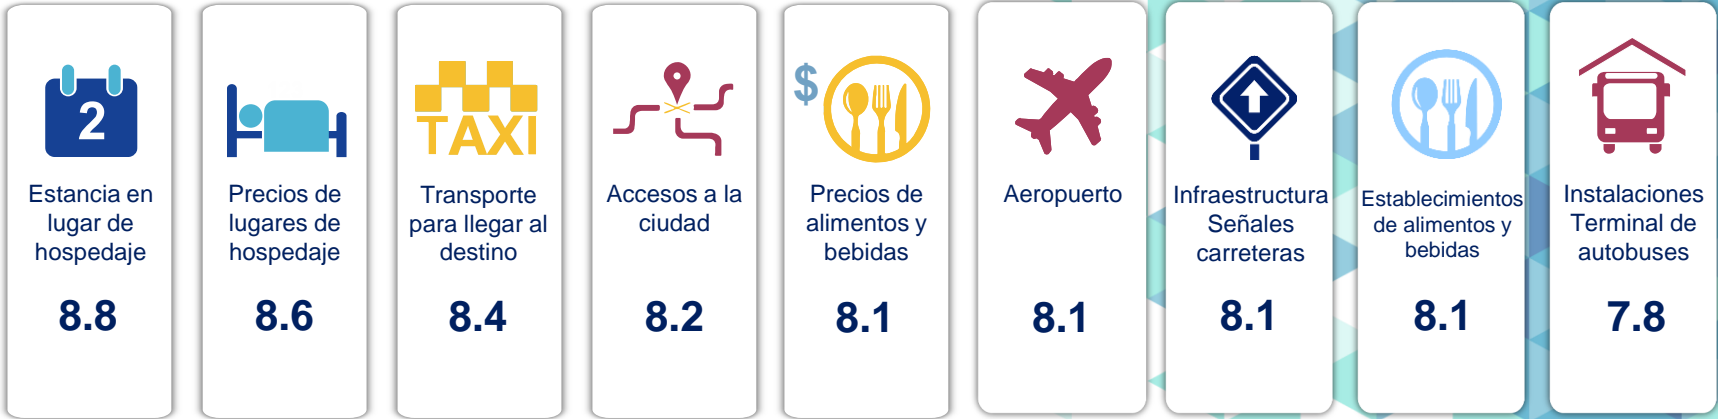 2
Estancia en
lugar de
hospedaje
8.8
Precios de
lugares de
hospedaje
8.6
TAXI
Transporte
para llegar al
destino
8.4
Accesos a la
ciudad
8.2
$
Precios de
alimentos y
bebidas
8.1
Aeropuerto
8.1
Infraestructura
Señales
carreteras
8.1
Establecimientos
de alimentos y
bebidas
8.1
Instalaciones
Terminal de
autobuses
7.8